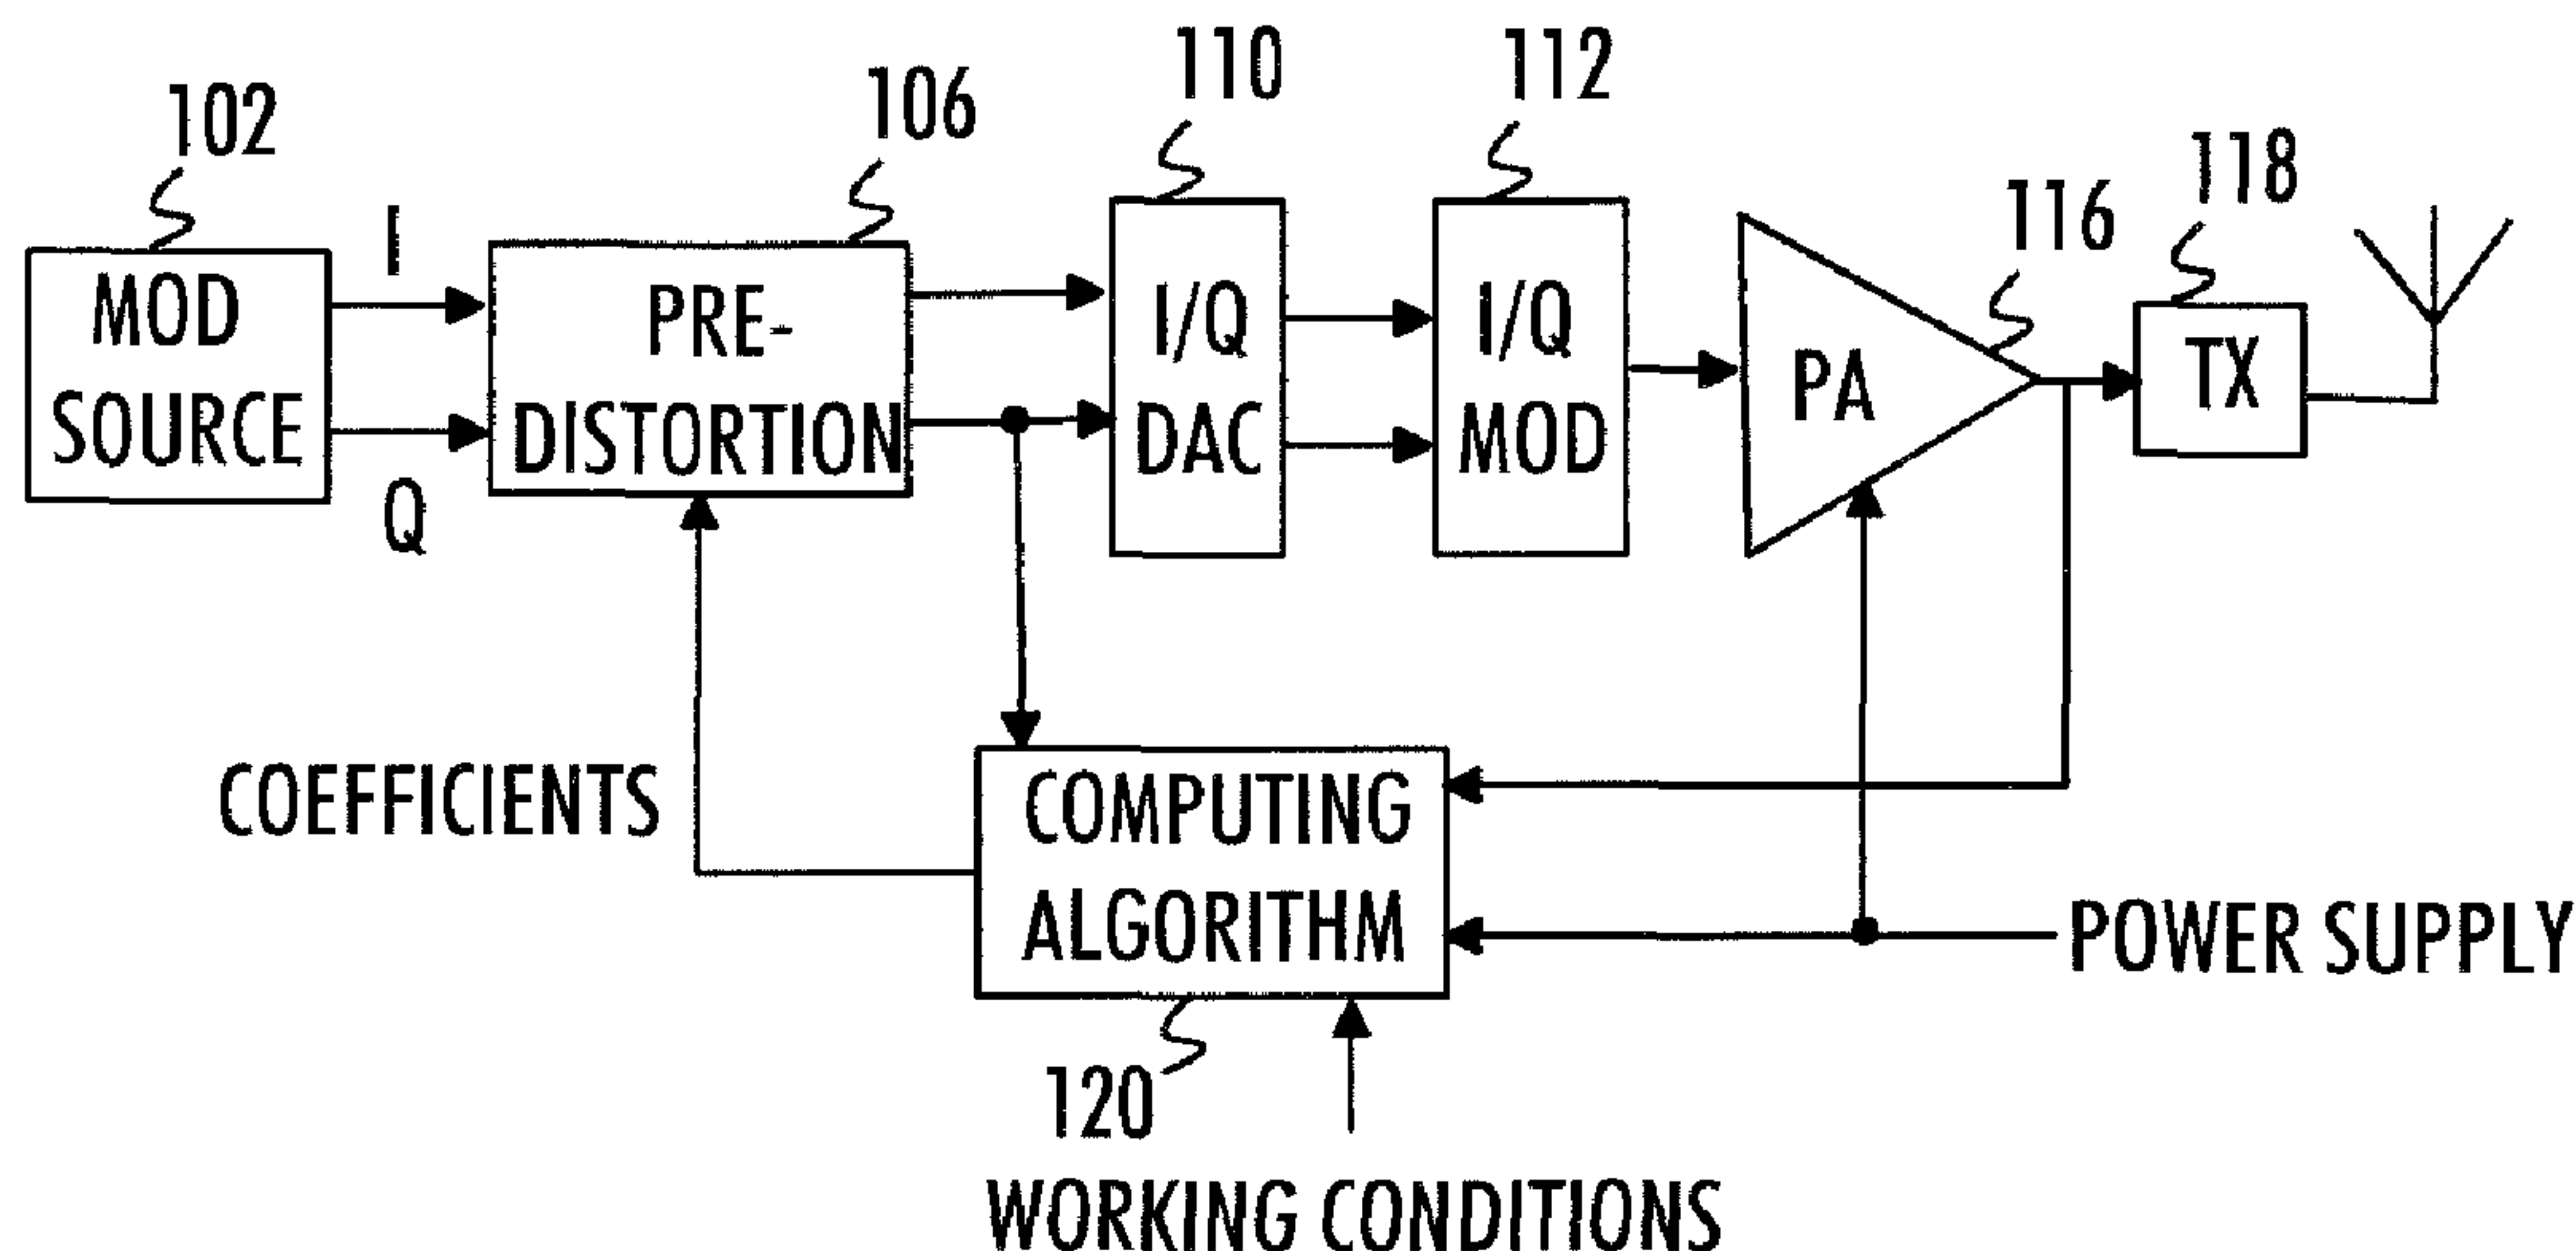 110
112
102
106
118
116
I
MOD
SOURCE
PRE-
DISTORTION
I/Q
DAC
I/Q
MOD
PA
TX
Q
COEFFICIENTS
COMPUTING
ALGORITHM
POWER SUPPLY
120
WORKING CONDITIONS